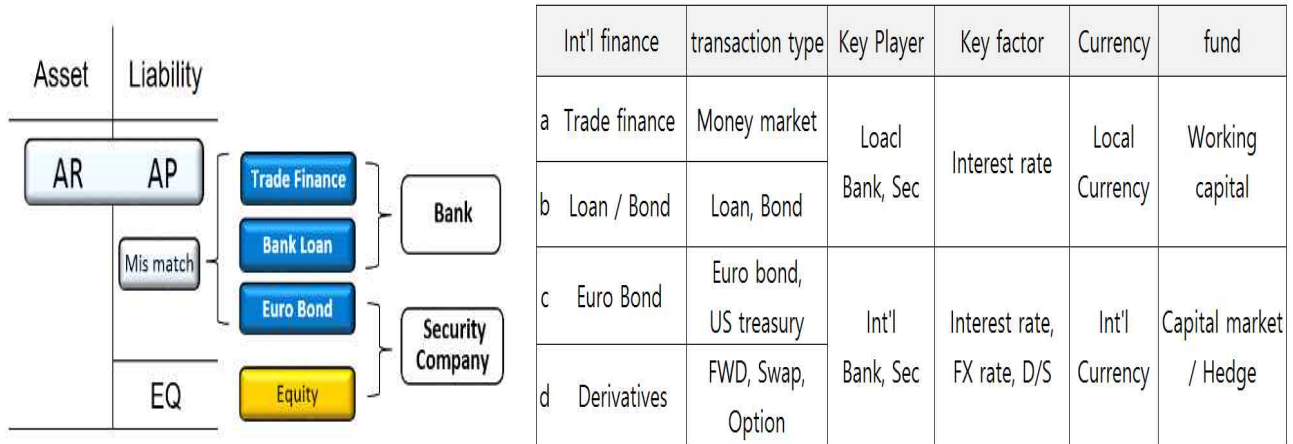 Asset Liability
AR AP
Mis match
EQ
Trade Finance
Bank Loan
Euro Bond
Equity
Bank
Security
Company
Int'l finance transaction type Key Player Key factor Currency fund
a Trade finance Money market
b Loan / Bond Loan, Bond
Loacl
Bank, Sec
Interest rate
Local
Currency
Working
capital
c Euro Bond
Euro bond,
US treasury
d Derivatives
FWD, Swap,
Option
Int'l
Bank, Sec
Interest rate,
FX rate, D/S
Int'l
Currency
Capital market
/ Hedge